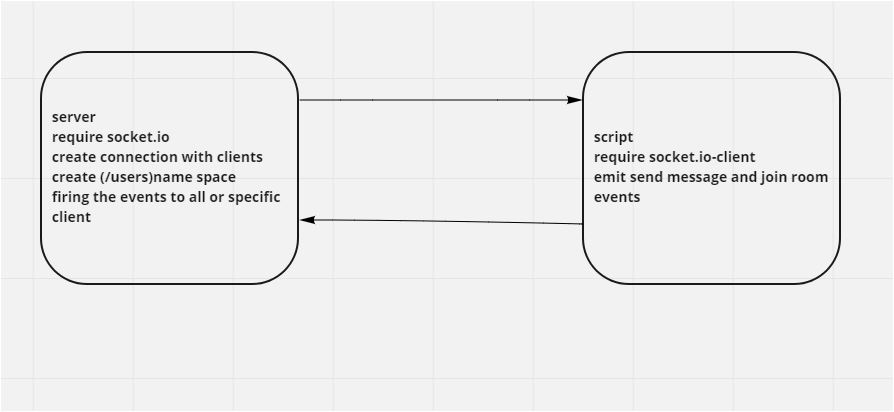 server
require socket.io
create connection with clients
create (/users)name space
firing the events to all or specific
client
script
require socket.io-client
emit send message and join room
events